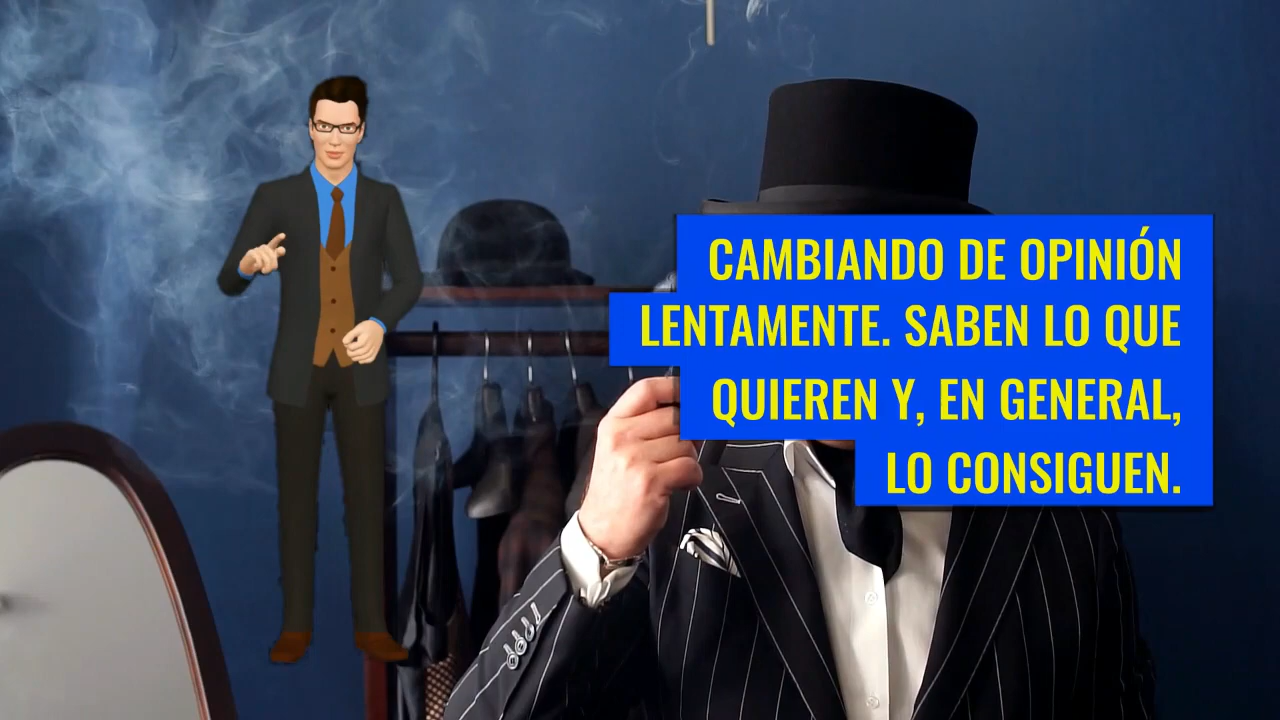 CAMBIANDO DE OPINIÓN
LENTAMENTE. SABEN LO QUE
QUIEREN Y, EN GENERAL,
LO CONSIGUEN.